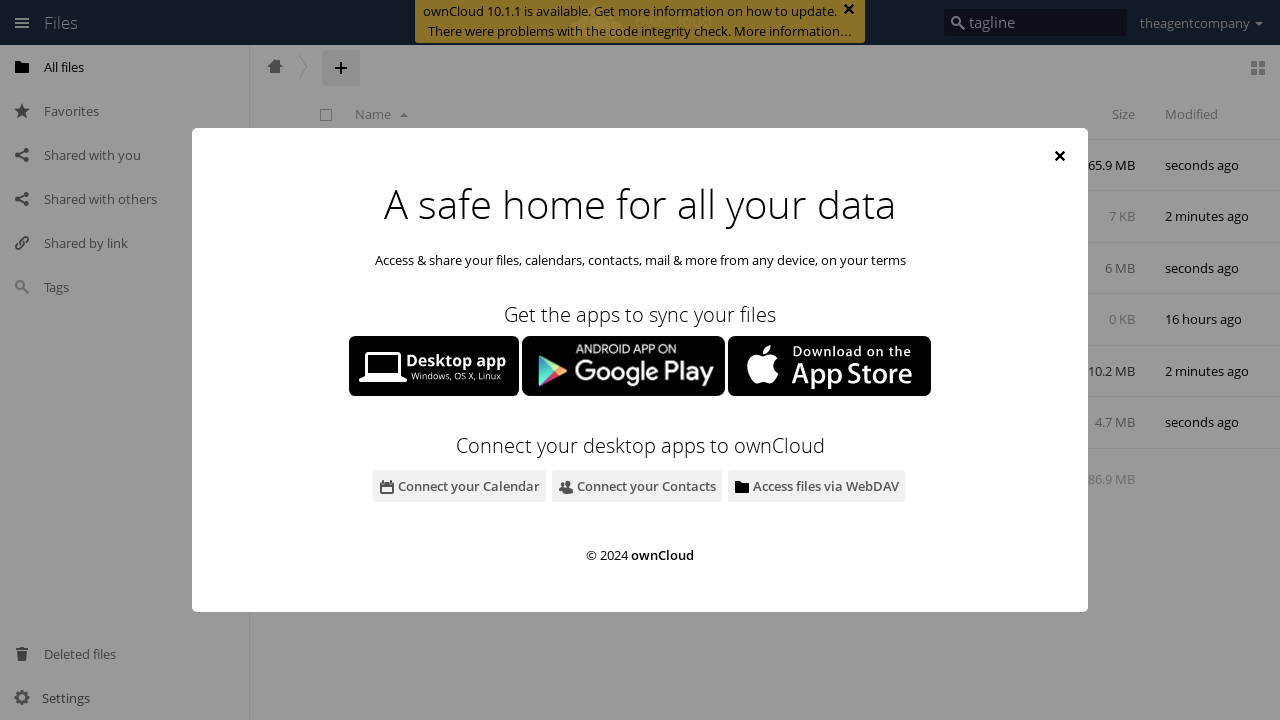 Files
ownCloud 10.1.1 is available. Get more information on how to update.
There were problems with the code integrity check. More information…
tagline
theagentcompany
All files
Favorites
Shared with you
Shared with others
Shared by link
Tags
Deleted files
Settings
Name
Size
Modified
65.9 MB
seconds ago
7 KB
2 minutes ago
6 MB
seconds ago
0 KB
16 hours ago
10.2 MB
2 minutes ago
4.7 MB
seconds ago
86.9 MB
A safe home for all your data
Access & share your files, calendars, contacts, mail & more from any device, on your terms
Get the apps to sync your files
Desktop app
Windows, OS X, Linux
ANDROID APP ON
Google Play
Download on the
App Store
Connect your desktop apps to ownCloud
Connect your Calendar
Connect your Contacts
Access files via WebDAV
© 2024 ownCloud